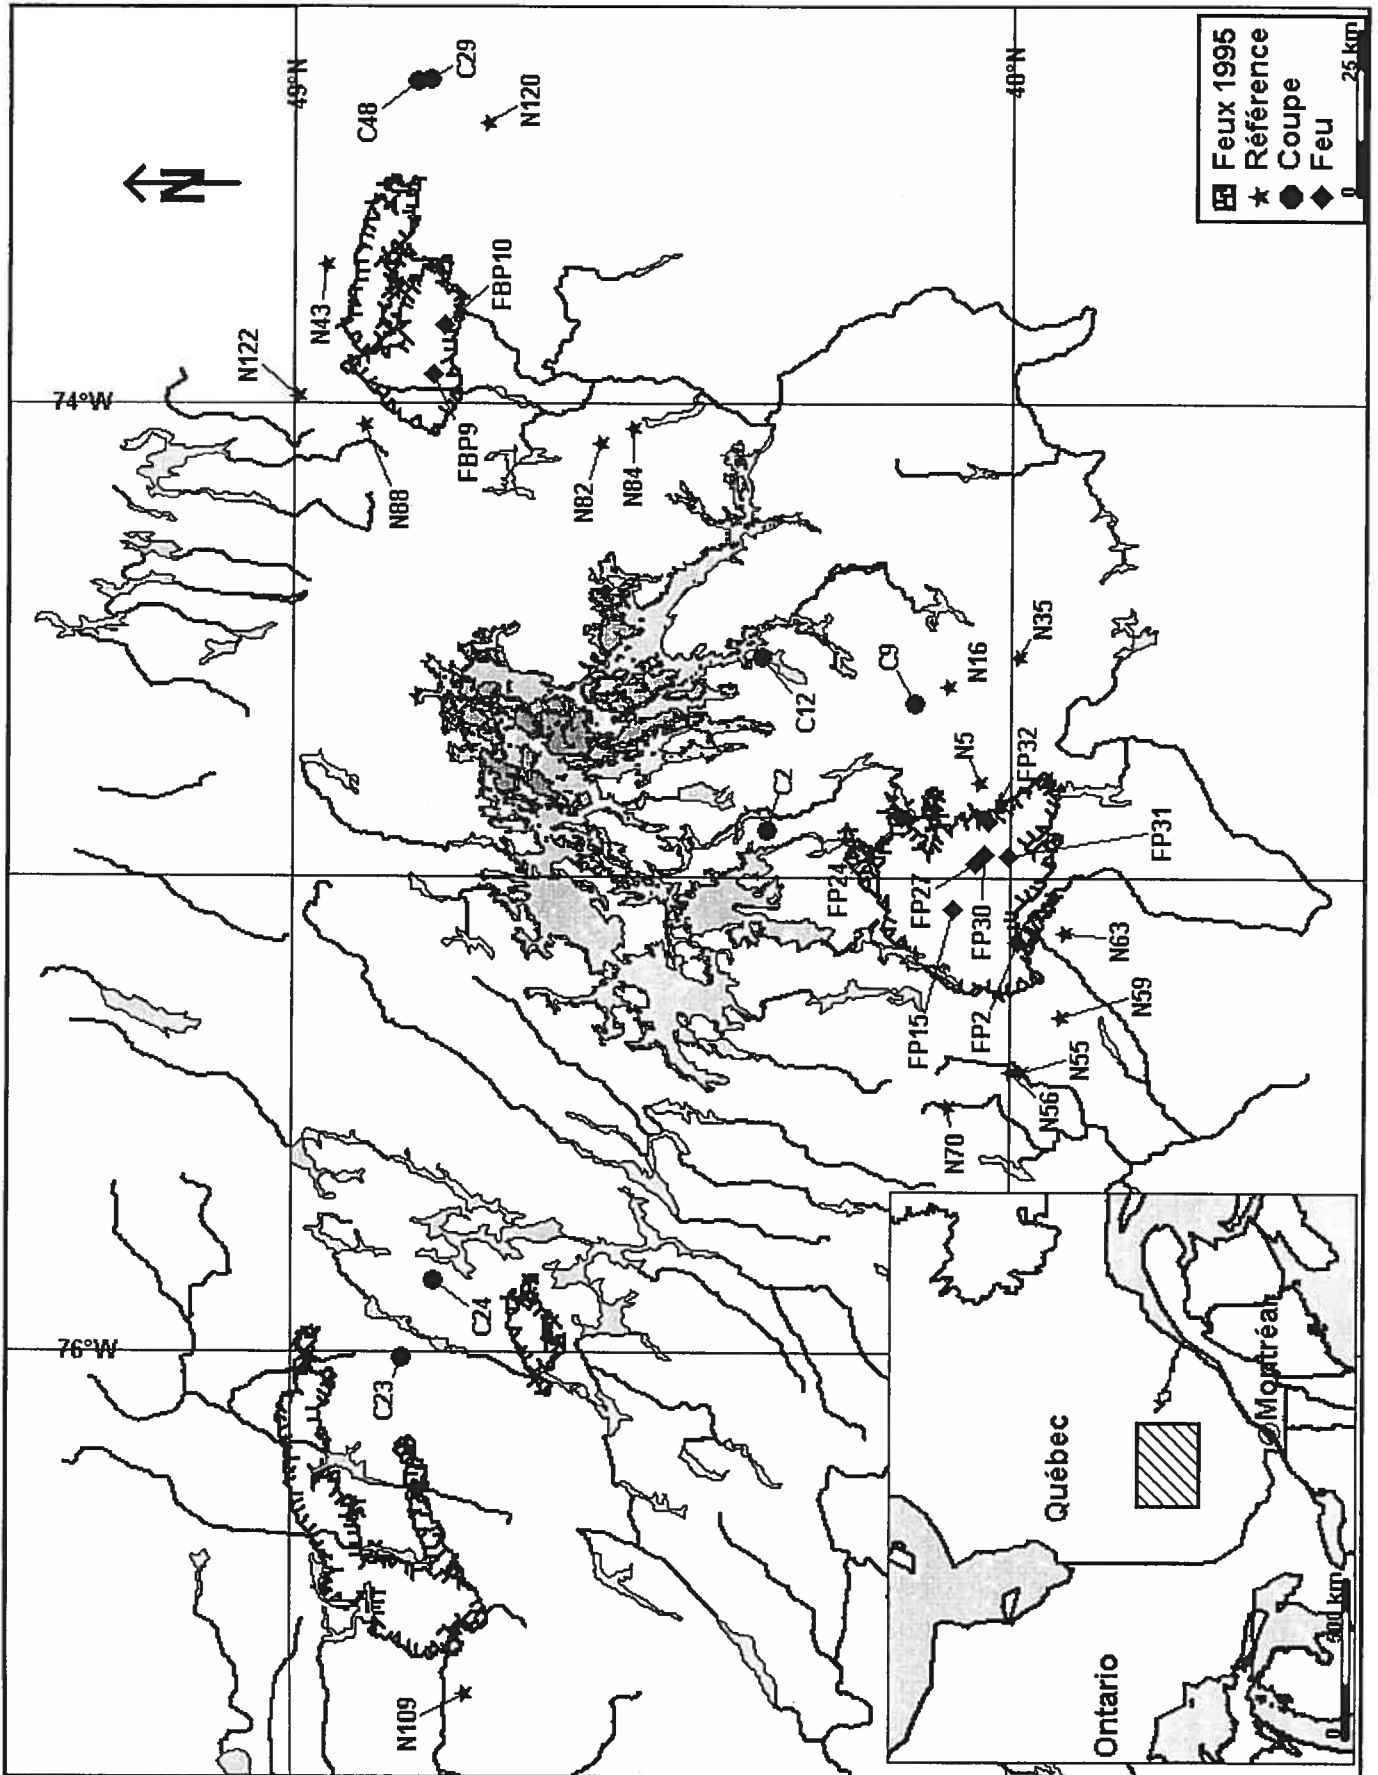 49°N
C48
C29
N120
N
N43
N122
FBP10
74°W
N88
FBP9
N82
N84
48°N
Feux 1995
Référence
Coupe
Feu
0
25 km
N35
N16
C9
C12
N5
FP32
C2
FP31
FP24
FP27
FP30
N63
FP15
FP2
N59
N55
N56
N70
C24
76°W
C23
N109
Québec
Montréal
Ontario
0
500 km